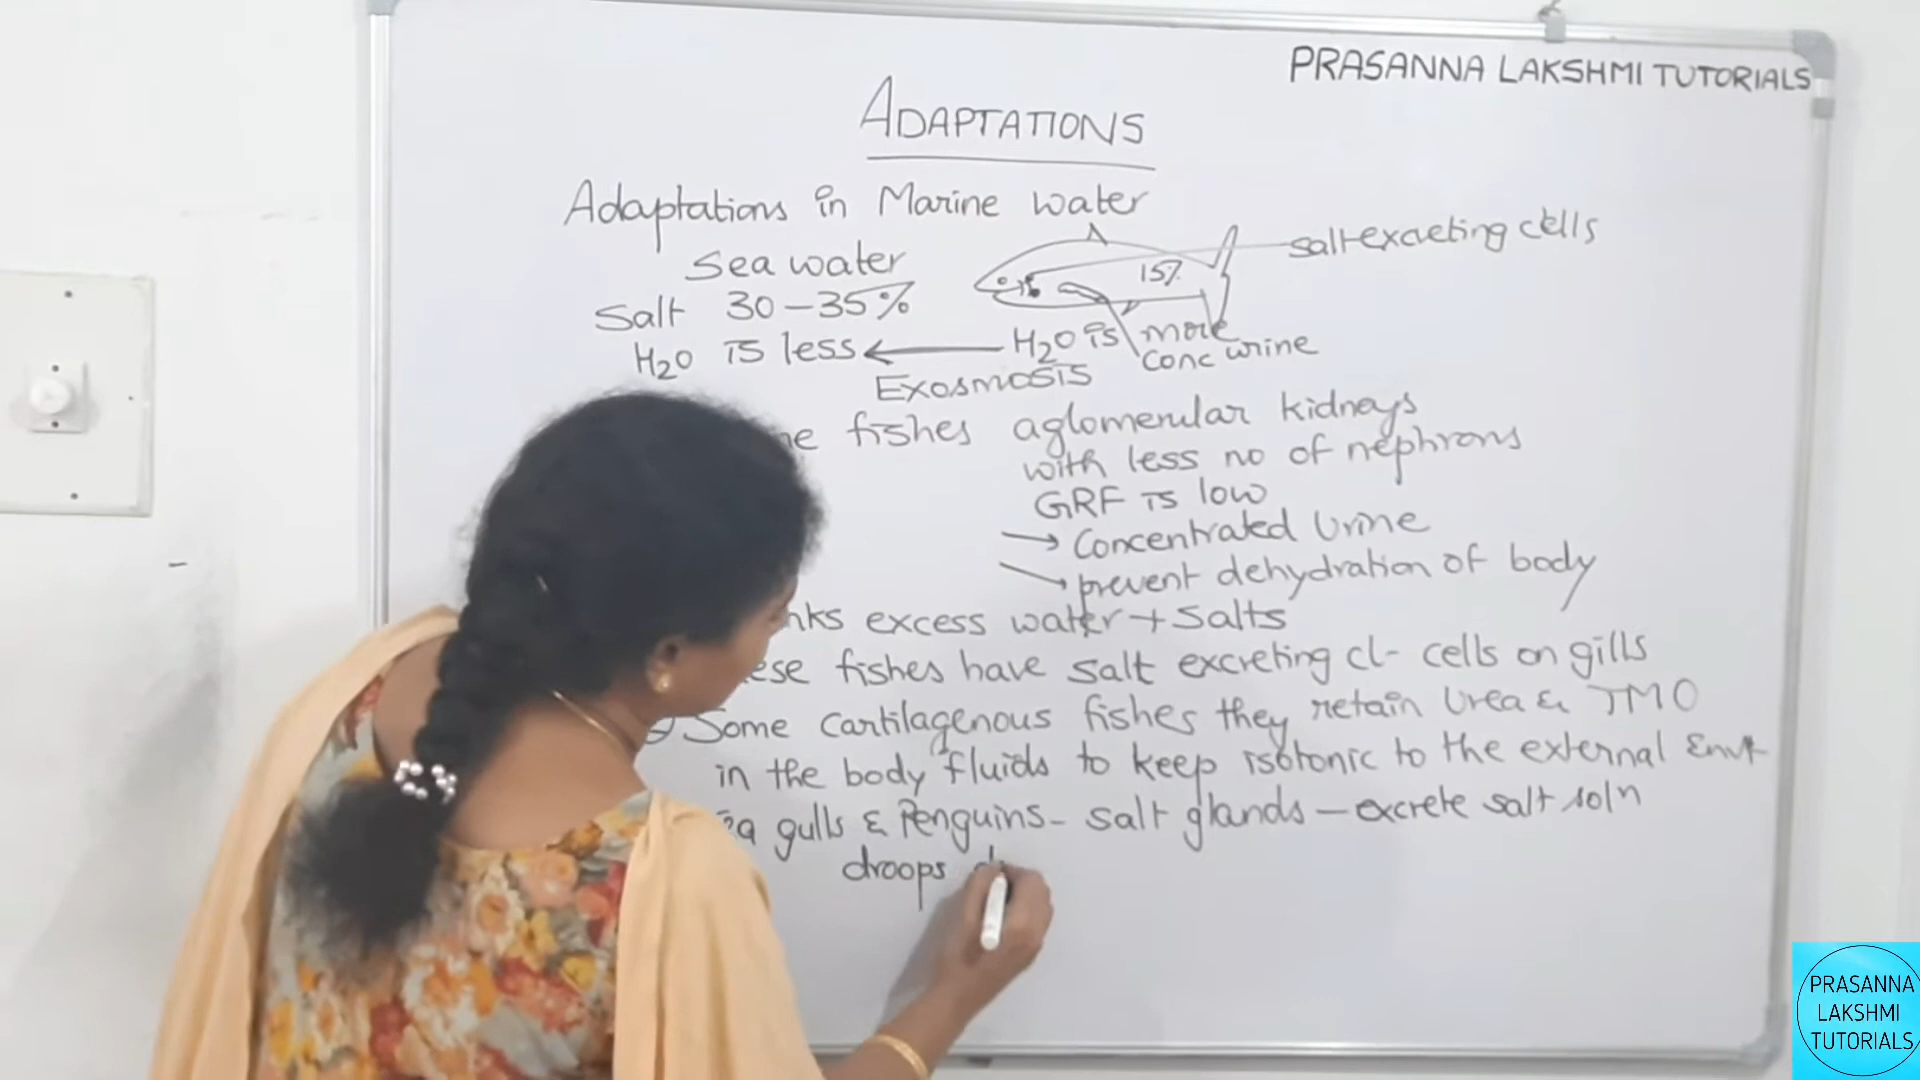 PRASANNA LAKSHMI TUTORIALS
ADAPTATIONS
Adaptations in Marine water
Sea water
salt excreting cells
15%
Salt 30-35%
H2O is less
H2O is more
Conc urine
Exosmosis
fishes aglomerular kidneys
with less no of nephrons
GRF is low
→ Concentrated Urine
→ prevent dehydration of body
excess water + Salts
fishes have salt excreting cl- cells on gills
Some cartilagenous fishes they retain Urea & TMO
in the body fluids to keep isotonic to the external Envt
gulls & Penguins - salt glands - excrete salt soln
droops
PRASANNA
LAKSHMI
TUTORIALS